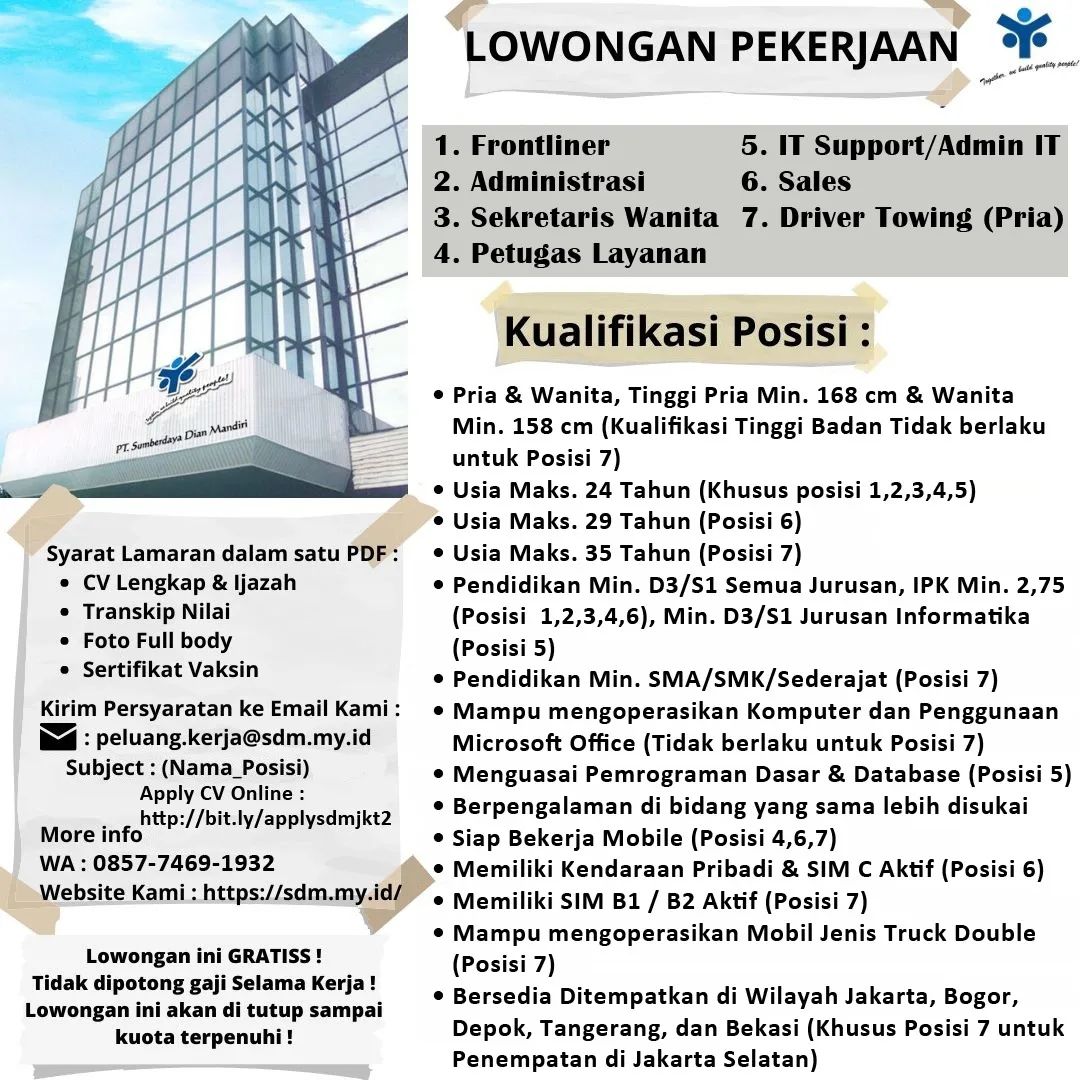 LOWONGAN PEKERJAAN
Together, we build quality people!
1. Frontliner
2. Administrasi
3. Sekretaris Wanita
4. Petugas Layanan
5. IT Support/Admin IT
6. Sales
7. Driver Towing (Pria)
Kualifikasi Posisi :
• Pria & Wanita, Tinggi Pria Min. 168 cm & Wanita
Min. 158 cm (Kualifikasi Tinggi Badan Tidak berlaku
untuk Posisi 7)
• Usia Maks. 24 Tahun (Khusus posisi 1,2,3,4,5)
• Usia Maks. 29 Tahun (Posisi 6)
• Usia Maks. 35 Tahun (Posisi 7)
• Pendidikan Min. D3/S1 Semua Jurusan, IPK Min. 2,75
(Posisi 1,2,3,4,6), Min. D3/S1 Jurusan Informatika
(Posisi 5)
• Pendidikan Min. SMA/SMK/Sederajat (Posisi 7)
• Mampu mengoperasikan Komputer dan Penggunaan
Microsoft Office (Tidak berlaku untuk Posisi 7)
• Menguasai Pemrograman Dasar & Database (Posisi 5)
• Berpengalaman di bidang yang sama lebih disukai
• Siap Bekerja Mobile (Posisi 4,6,7)
• Memiliki Kendaraan Pribadi & SIM C Aktif (Posisi 6)
• Memiliki SIM B1 / B2 Aktif (Posisi 7)
• Mampu mengoperasikan Mobil Jenis Truck Double
(Posisi 7)
• Bersedia Ditempatkan di Wilayah Jakarta, Bogor,
Depok, Tangerang, dan Bekasi (Khusus Posisi 7 untuk
Penempatan di Jakarta Selatan)
Together, we build quality people!
PT. Sumberdaya Dian Mandiri
Syarat Lamaran dalam satu PDF :
• CV Lengkap & Ijazah
• Transkip Nilai
• Foto Full body
• Sertifikat Vaksin
Kirim Persyaratan ke Email Kami :
: peluang.kerja@sdm.my.id
Subject : (Nama_Posisi)
Apply CV Online :
http://bit.ly/applysdmjkt2
More info
WA : 0857-7469-1932
Website Kami : https://sdm.my.id/
Lowongan ini GRATISS !
Tidak dipotong gaji Selama Kerja !
Lowongan ini akan di tutup sampai
kuota terpenuhi !